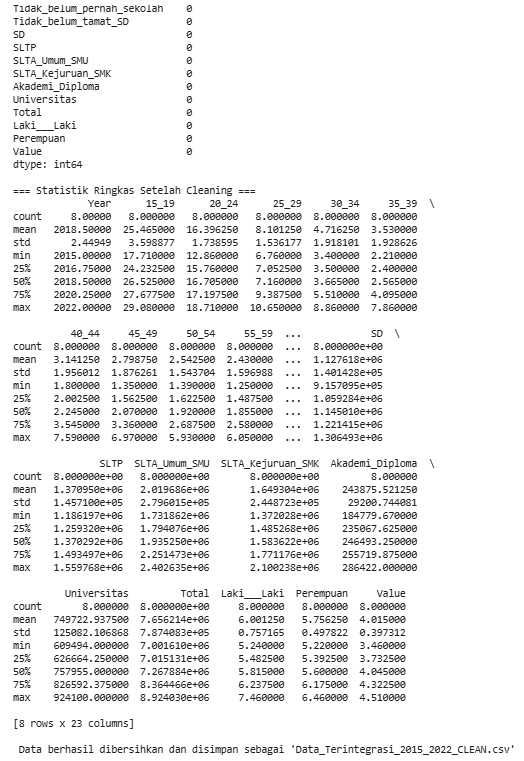 Tidak_belum_pernah_sekolah    0
Tidak_belum_tamat_SD          0
SD                            0
SLTP                          0
SLTA_Umum_SMU                 0
SLTA_Kejuruan_SMK             0
Akademi_Diploma               0
Universitas                   0
Total                         0
Laki___Laki                   0
Perempuan                     0
Value                         0
dtype: int64
=== Statistik Ringkas Setelah Cleaning ===
Year 15_19 20_24 25_29 30_34 35_39 \
count 8.00000 8.000000 8.000000 8.000000 8.000000 8.000000
mean 2018.50000 25.465000 16.396250 8.101250 4.716250 3.530000
std 2.44949 3.598877 1.738595 1.536177 1.918101 1.928626
min 2015.00000 17.710000 12.860000 6.760000 3.400000 2.210000
25% 2016.75000 24.232500 15.760000 7.052500 3.500000 2.400000
50% 2018.50000 26.525000 16.705000 7.160000 3.665000 2.565000
75% 2020.25000 27.677500 17.197500 9.387500 5.510000 4.095000
max 2022.00000 29.080000 18.710000 10.650000 8.860000 7.860000
40_44 45_49 50_54 55_59 ... SD \
count 8.000000 8.000000 8.000000 8.000000 ... 8.000000e+00
mean 3.141250 2.798750 2.542500 2.430000 ... 1.127618e+06
std 1.956012 1.876261 1.543704 1.596988 ... 1.401428e+05
min 1.800000 1.350000 1.390000 1.250000 ... 9.157095e+05
25% 2.002500 1.562500 1.622500 1.487500 ... 1.059284e+06
50% 2.245000 2.070000 1.920000 1.855000 ... 1.145010e+06
75% 3.545000 3.360000 2.687500 2.580000 ... 1.221415e+06
max 7.590000 6.970000 5.930000 6.050000 ... 1.306493e+06
SLTP SLTA_Umum_SMU SLTA_Kejuruan_SMK Akademi_Diploma \
count 8.000000e+00 8.000000e+00 8.000000e+00 8.000000
mean 1.370950e+06 2.019686e+06 1.649304e+06 243875.521250
std 1.457100e+05 2.796015e+05 2.448723e+05 29200.744081
min 1.186197e+06 1.731862e+06 1.372028e+06 184779.670000
25% 1.259320e+06 1.794076e+06 1.485268e+06 235067.625000
50% 1.370292e+06 1.935250e+06 1.583622e+06 246493.250000
75% 1.493497e+06 2.251473e+06 1.771176e+06 255719.875000
max 1.559768e+06 2.402635e+06 2.100238e+06 286422.000000
Universitas Total Laki___Laki Perempuan Value
count 8.000000 8.000000e+00 8.000000 8.000000 8.000000
mean 749722.937500 7.656214e+06 6.001250 5.756250 4.015000
std 125082.106868 7.874083e+05 0.757165 0.497822 0.397312
min 609494.000000 7.001610e+06 5.240000 5.220000 3.460000
25% 626664.250000 7.015131e+06 5.482500 5.392500 3.732500
50% 757955.000000 7.267884e+06 5.815000 5.600000 4.045000
75% 826592.375000 8.364466e+06 6.237500 6.175000 4.322500
max 924100.000000 8.924030e+06 7.460000 6.460000 4.510000
[8 rows x 23 columns]
Data berhasil dibersihkan dan disimpan sebagai 'Data_Terintegrasi_2015_2022_CLEAN.csv'